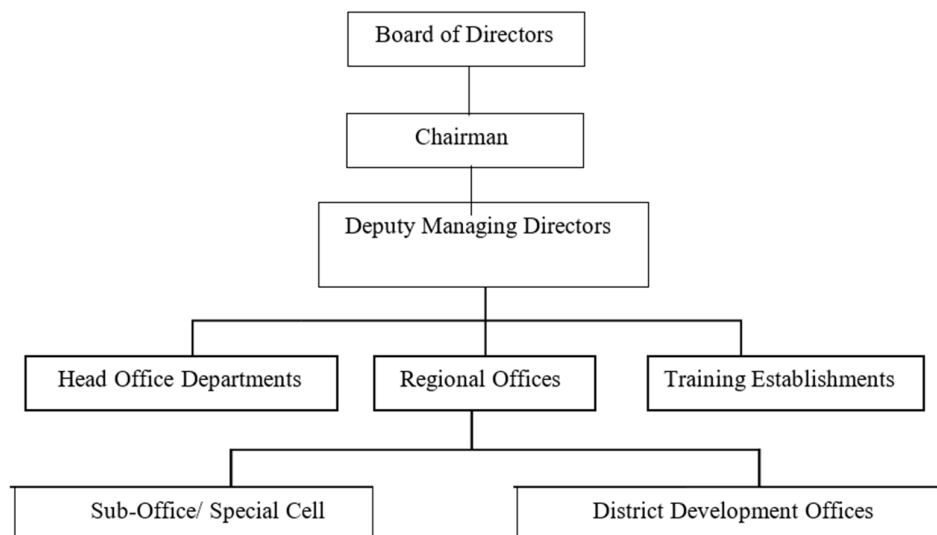 Board of Directors
Chairman
Deputy Managing Directors
Head Office Departments
Regional Offices
Training Establishments
Sub-Office/ Special Cell
District Development Offices